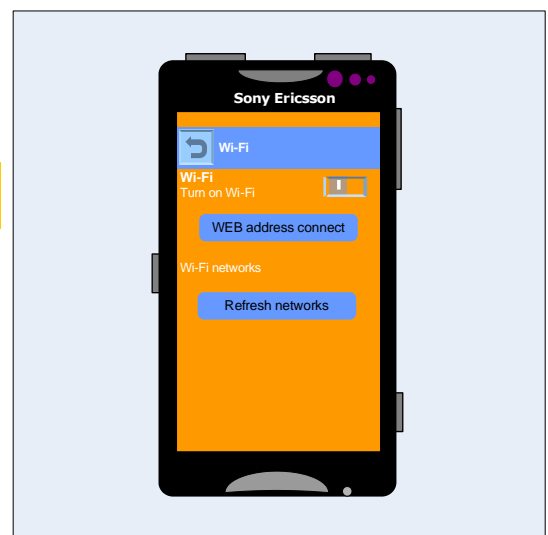 Sony Ericsson
Wi-Fi
Wi-Fi
Turn on Wi-Fi
WEB address connect
Wi-Fi networks
Refresh networks